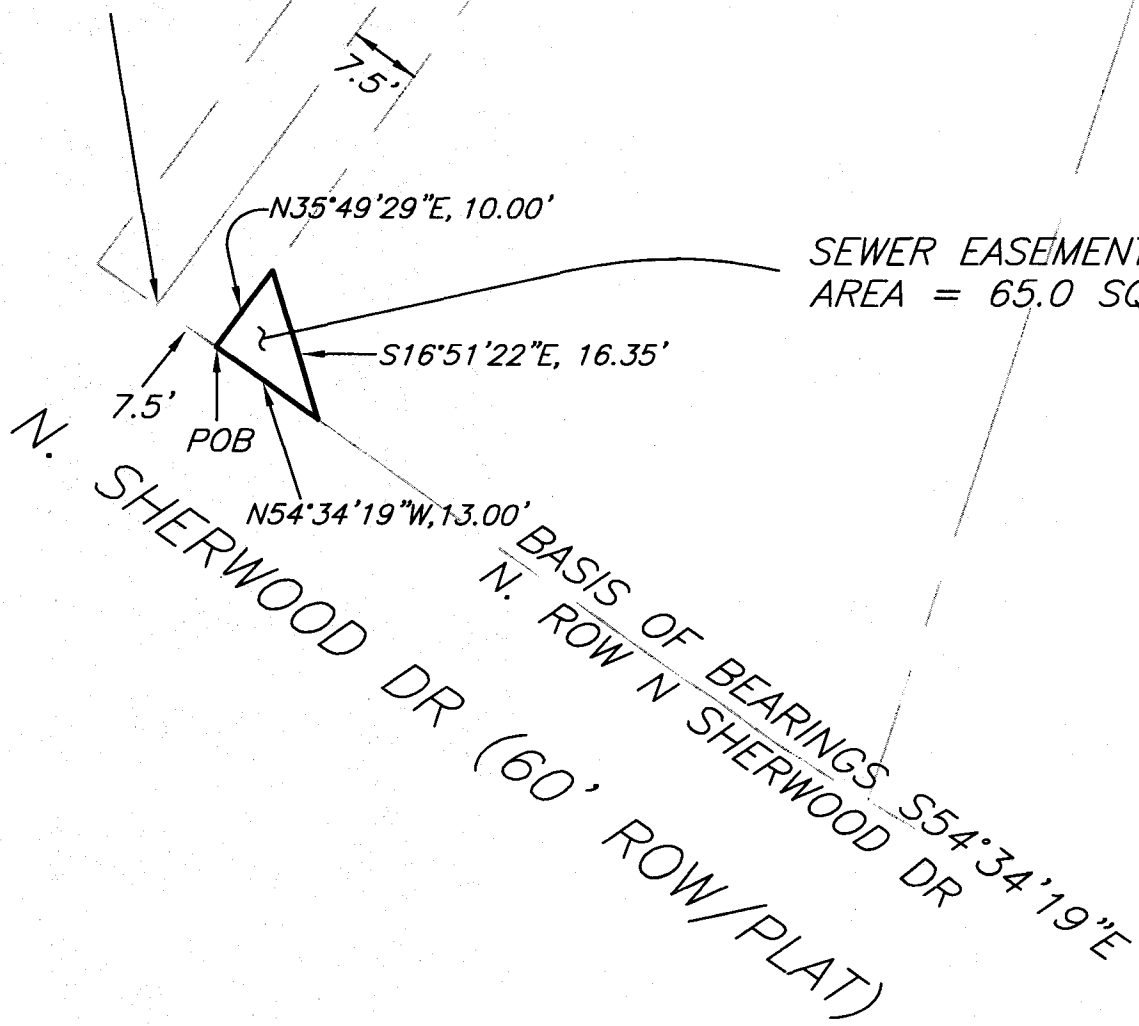 7.5'
N35°49'29"E, 10.00'
SEWER EASEMENT
AREA = 65.0 SQ
S16°51'22"E, 16.35'
7.5'
POB
N54°34'19"W,13.00'
N. SHERWOOD DR (60' ROW/PLAT)
BASIS OF BEARINGS S54°34'19"E
N. ROW N SHERWOOD DR